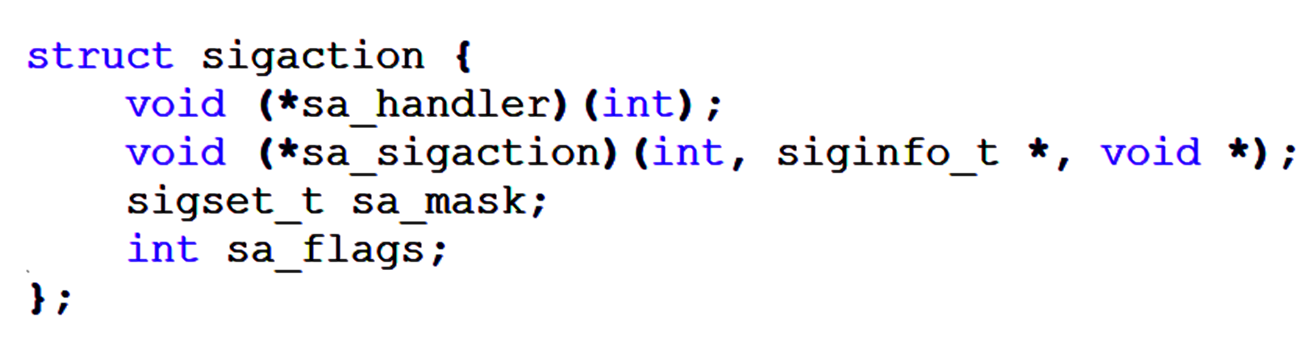 struct sigaction {
    void (*sa_handler)(int);
    void (*sa_sigaction)(int, siginfo_t *, void *);
    sigset_t sa_mask;
    int sa_flags;
};